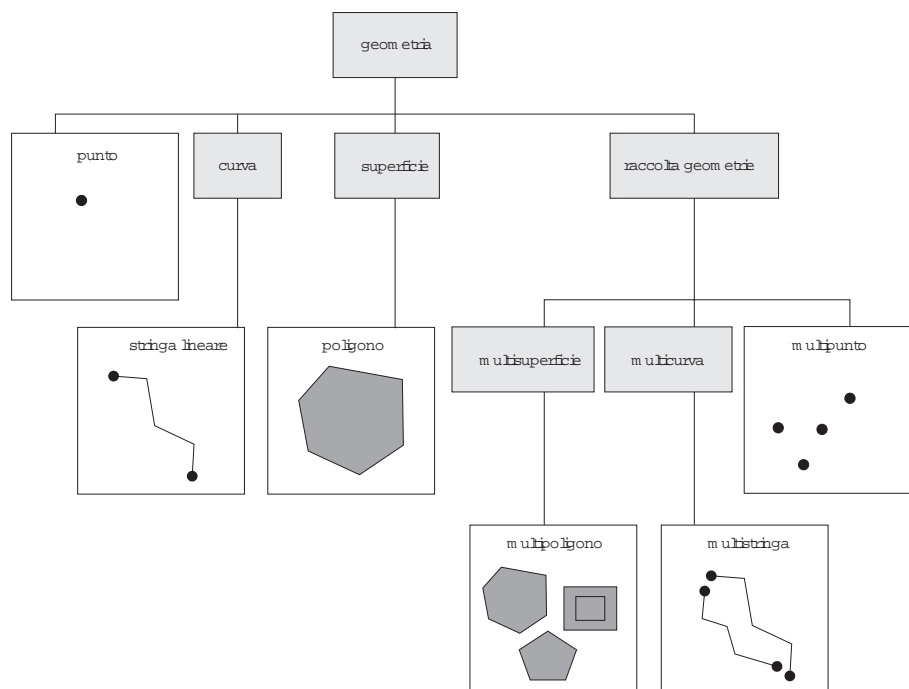 geometria
punto
curva
superficie
raccolta geometrie
stringa lineare
poligono
multisuperficie
multicurva
multipunto
multipoligono
multistringa